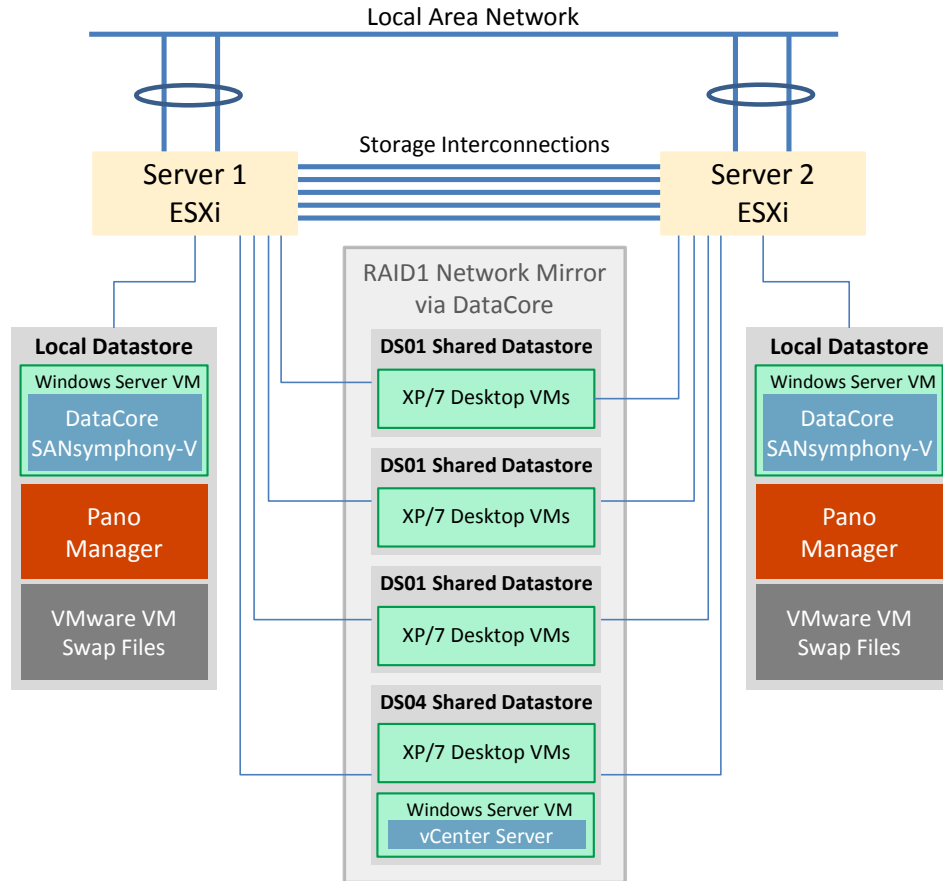 Local Area Network
Storage Interconnections
Server 1
ESXi
Server 2
ESXi
RAID1 Network Mirror
via DataCore
Local Datastore
Windows Server VM
DataCore
SANsymphony-V
Pano
Manager
VMware VM
Swap Files
DS01 Shared Datastore
XP/7 Desktop VMs
DS01 Shared Datastore
XP/7 Desktop VMs
DS01 Shared Datastore
XP/7 Desktop VMs
DS04 Shared Datastore
XP/7 Desktop VMs
Windows Server VM
vCenter Server
Local Datastore
Windows Server VM
DataCore
SANsymphony-V
Pano
Manager
VMware VM
Swap Files